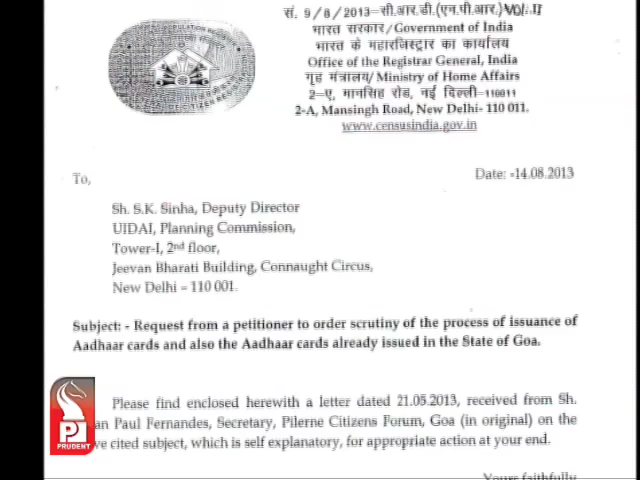 सं. 9/8/2013-सी.आर.डी.(एन.पी.आर.)Vol.II
भारत सरकार/Government of India
भारत के महारजिस्ट्रार का कार्यालय
Office of the Registrar General, India
गृह मंत्रालय/ Ministry of Home Affairs
2-ए, मानसिंह रोड, नई दिल्ली-110011
2-A, Mansingh Road, New Delhi- 110 011.
www.censusindia.gov.in
To,
Date: -14.08.2013
Sh. S.K. Sinha, Deputy Director
UIDAI, Planning Commission,
Tower-I, 2nd floor,
Jeevan Bharati Building, Connaught Circus,
New Delhi - 110 001.
Subject: - Request from a petitioner to order scrutiny of the process of issuance of
Aadhaar cards and also the Aadhaar cards already issued in the State of Goa.
Please find enclosed herewith a letter dated 21.05.2013, received from Sh.
an Paul Fernandes, Secretary, Pilerne Citizens Forum, Goa (in original) on the
ve cited subject, which is self explanatory, for appropriate action at your end.
Yours faithfully
PRUDENT